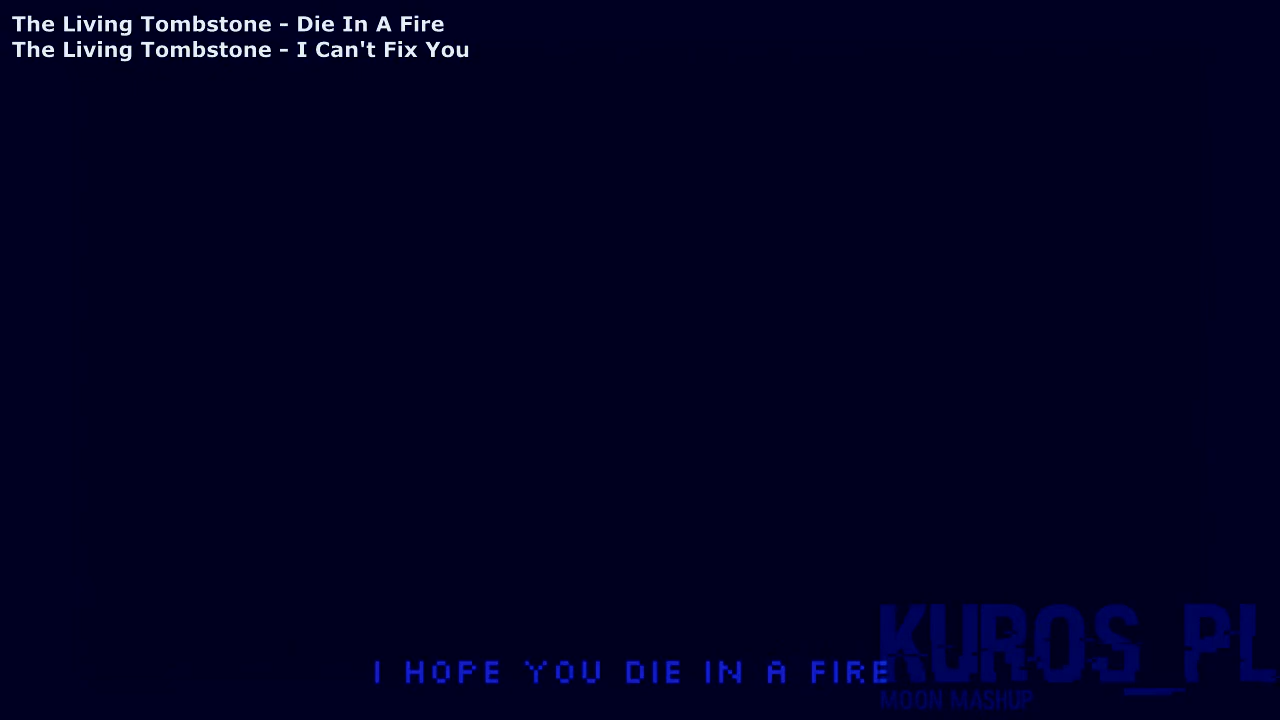 The Living Tombstone - Die In A Fire
The Living Tombstone - I Can't Fix You
I HOPE YOU DIE IN A FIRE
KUROS_PL
MOON MASHUP